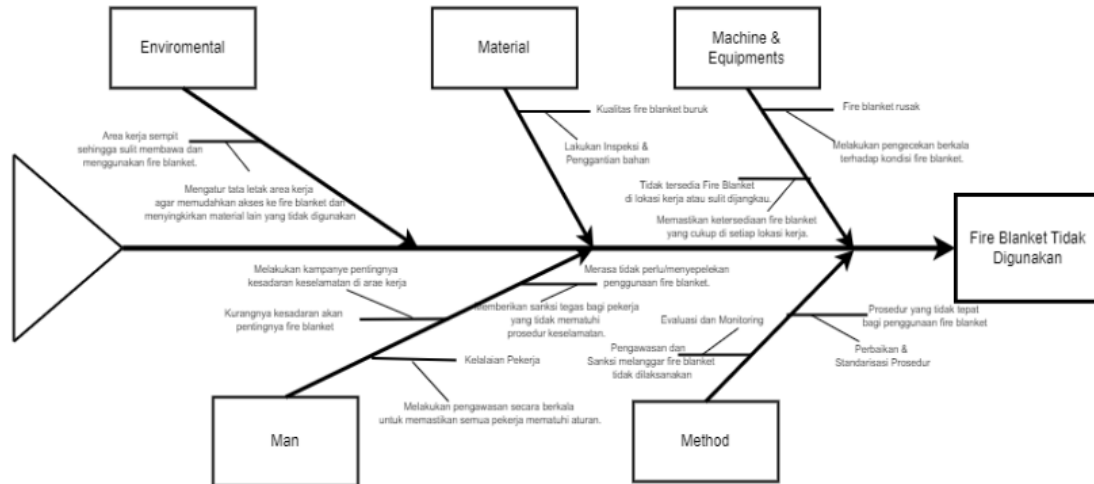 Enviromental
Material
Machine &
Equipments
Area kerja sempit
sehingga sulit membawa dan
menggunakan fire blanket.
Mengatur tata letak area kerja
agar memudahkan akses ke fire blanket dan
menyingkirkan material lain yang tidak digunakan
Kualitas fire blanket buruk
Lakukan Inspeksi &
Penggantian bahan
Fire blanket rusak
Melakukan pengecekan berkala
terhadap kondisi fire blanket.
Tidak tersedia Fire Blanket
di lokasi kerja atau sulit dijangkau.
Memastikan ketersediaan fire blanket
yang cukup di setiap lokasi kerja.
Fire Blanket Tidak
Digunakan
Melakukan kampanye pentingnya
kesadaran keselamatan di arae kerja
Kurangnya kesadaran akan
pentingnya fire blanket
Merasa tidak perlu/menyepelekan
penggunaan fire blanket.
Memberikan sanksi tegas bagi pekerja
yang tidak mematuhi
prosedur keselamatan.
Kelalaian Pekerja
Melakukan pengawasan secara berkala
untuk memastikan semua pekerja mematuhi aturan.
Evaluasi dan Monitoring
Pengawasan dan
Sanksi melanggar fire blanket
tidak dilaksanakan
Prosedur yang tidak tepat
bagi penggunaan fire blanket
Perbaikan &
Standarisasi Prosedur
Man
Method